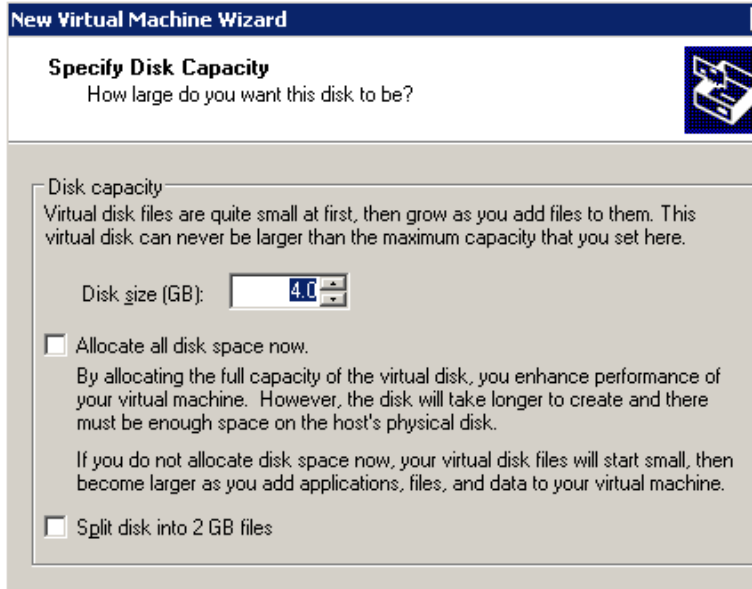 New Virtual Machine Wizard
Specify Disk Capacity
How large do you want this disk to be?
Disk capacity
Virtual disk files are quite small at first, then grow as you add files to them. This
virtual disk can never be larger than the maximum capacity that you set here.
Disk size (GB): 4.0
Allocate all disk space now.
By allocating the full capacity of the virtual disk, you enhance performance of
your virtual machine. However, the disk will take longer to create and there
must be enough space on the host's physical disk.
If you do not allocate disk space now, your virtual disk files will start small, then
become larger as you add applications, files, and data to your virtual machine.
Split disk into 2 GB files